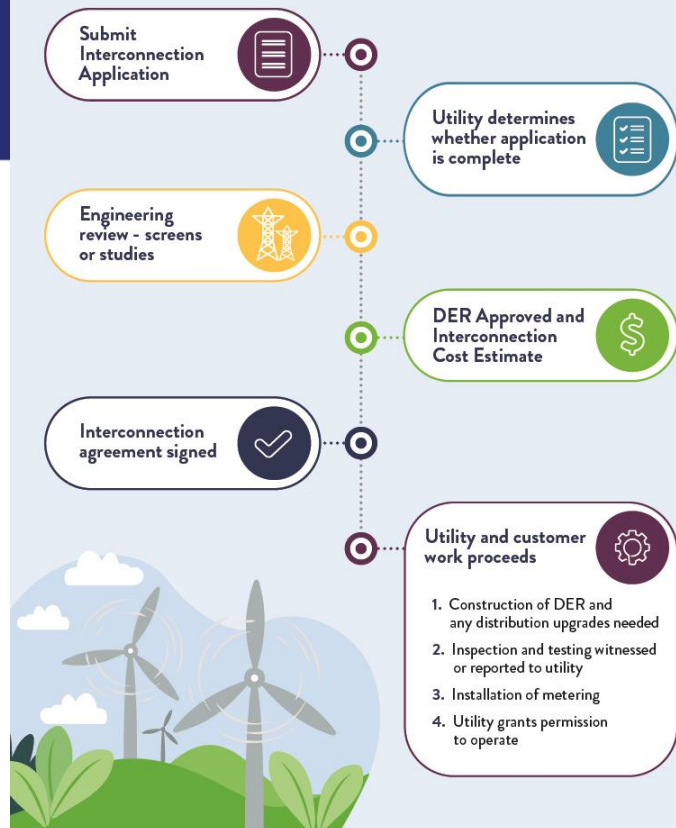 Submit
Interconnection
Application
Utility determines
whether application
is complete
Engineering
review - screens
or studies
DER Approved and
Interconnection
Cost Estimate
$
Interconnection
agreement signed
Utility and customer
work proceeds
1. Construction of DER and
any distribution upgrades needed
2. Inspection and testing witnessed
or reported to utility
3. Installation of metering
4. Utility grants permission
to operate